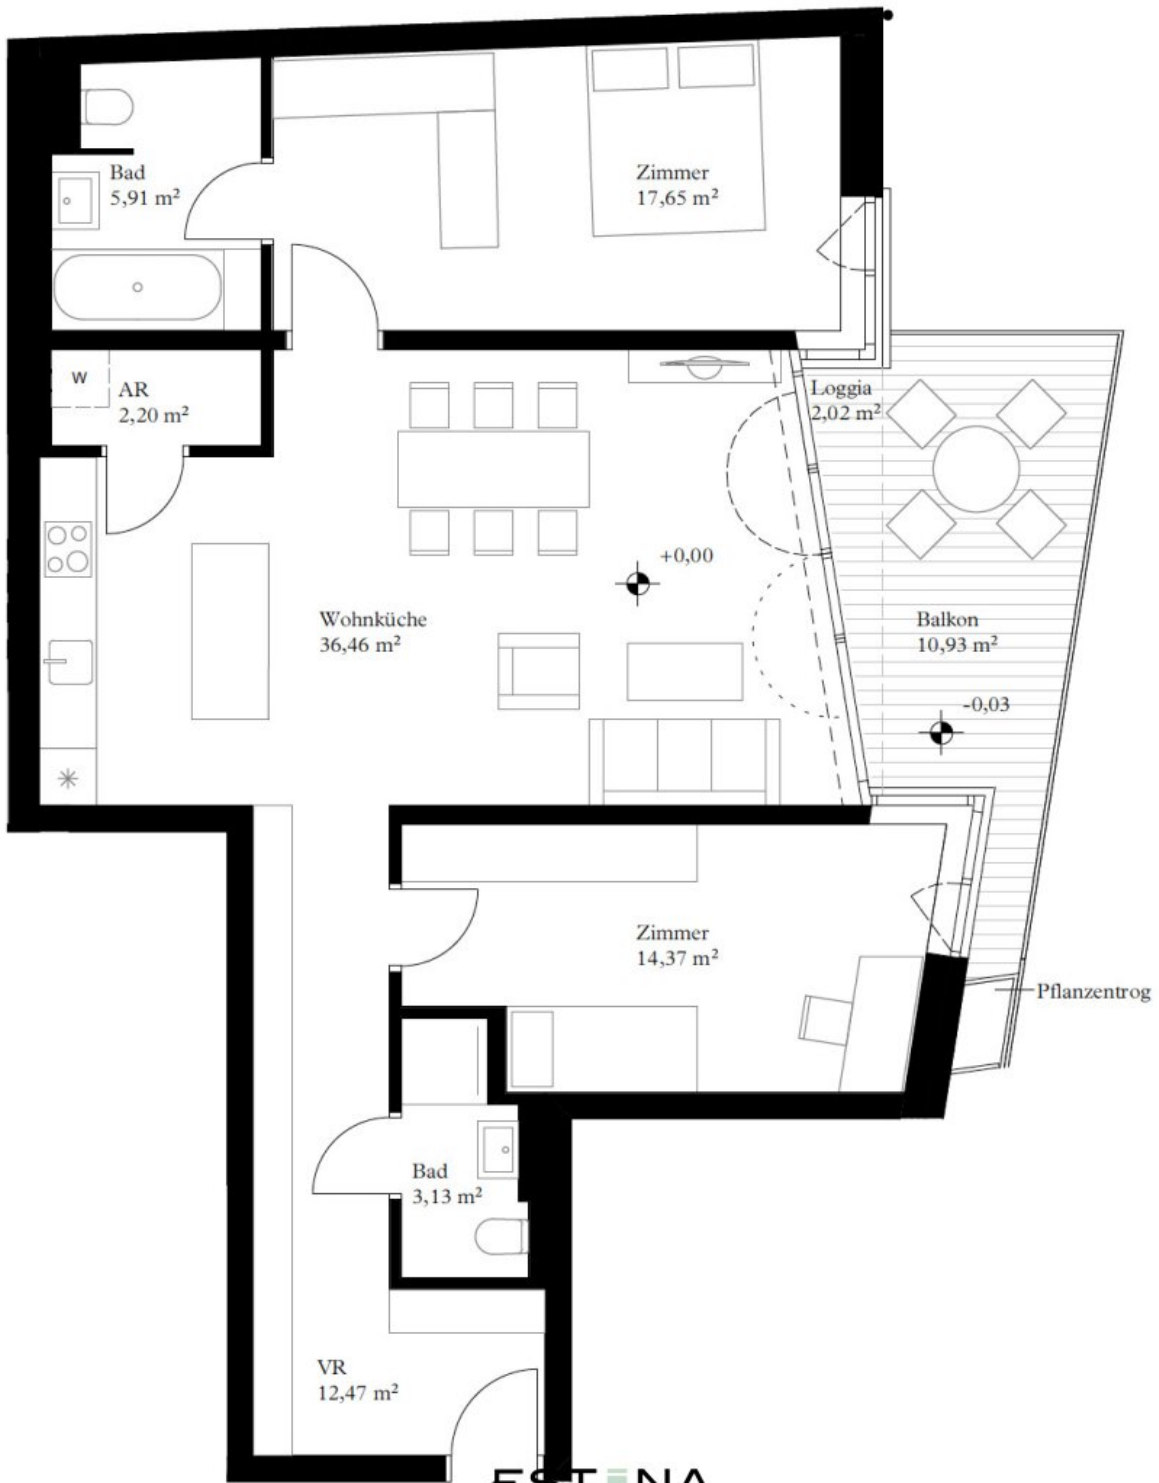 Bad
5,91 m²
Zimmer
17,65 m²
W
AR
2,20 m²
Loggia
2,02 m²
+0,00
Wohnküche
36,46 m²
Balkon
10,93 m²
-0,03
Zimmer
14,37 m²
Pflanzentrog
Bad
3,13 m²
VR
12,47 m²